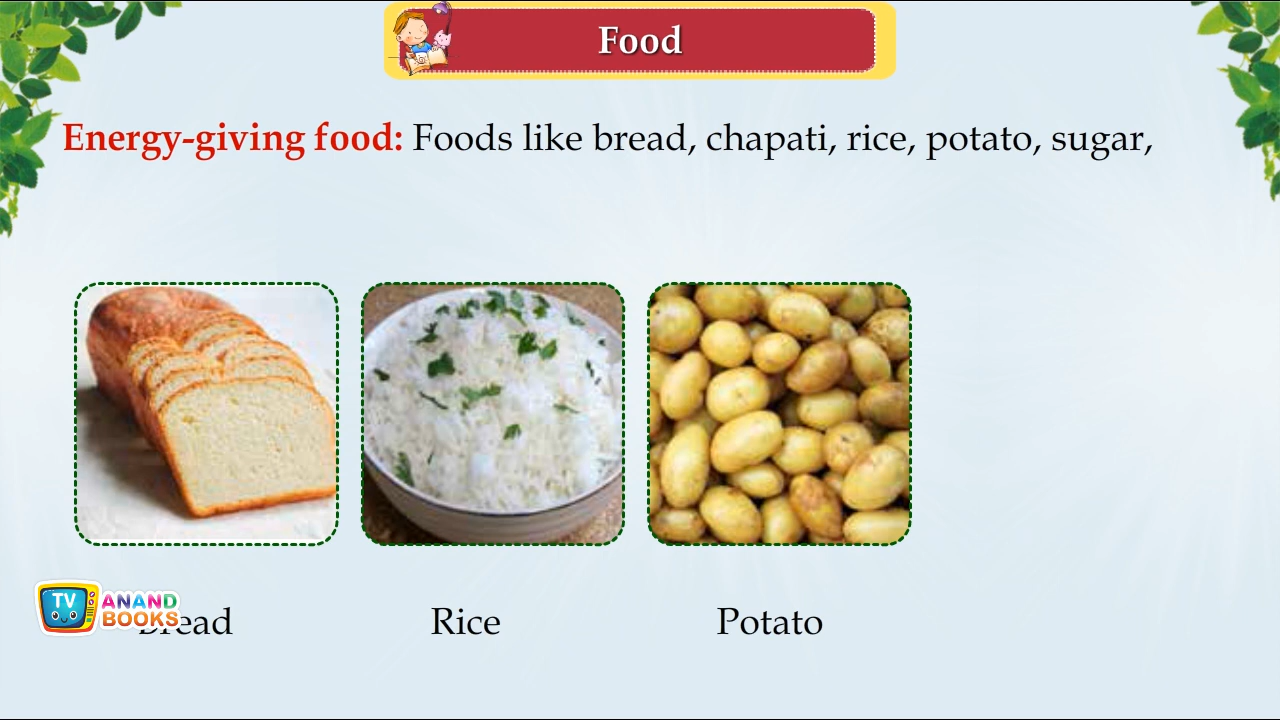 Food
Energy-giving food: Foods like bread, chapati, rice, potato, sugar,
TV
ANAND
BOOKS
Bread
Rice
Potato